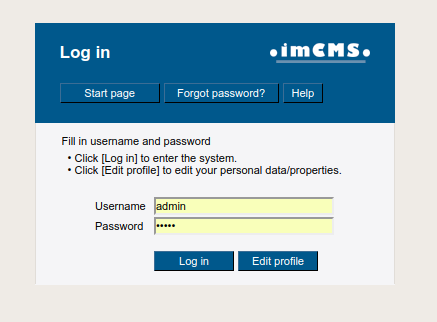 Log in
•imCMS•
Start page Forgot password? Help
Fill in username and password
• Click [Log in] to enter the system.
• Click [Edit profile] to edit your personal data/properties.
Username admin
Password •••••
Log in Edit profile